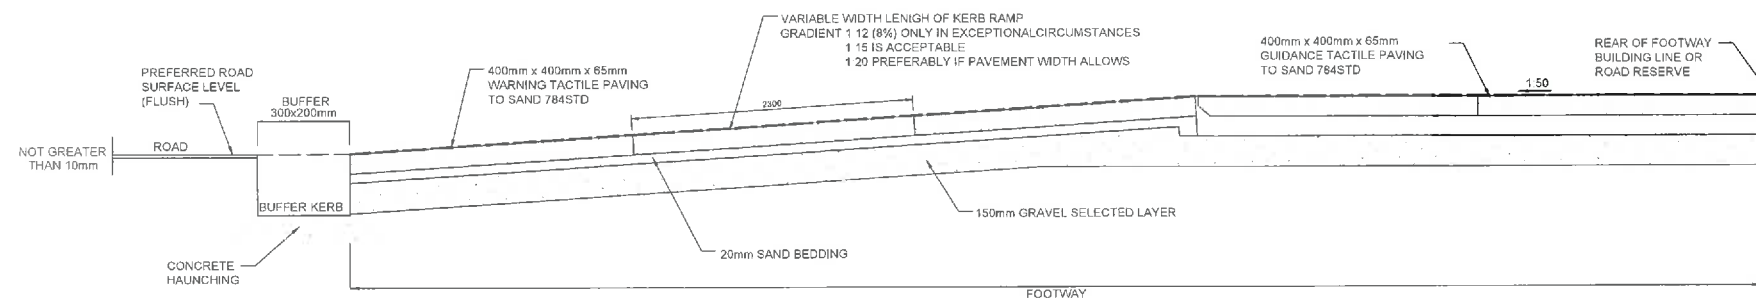 VARIABLE WIDTH LENIGH OF KERB RAMP
GRADIENT 1 12 (8%) ONLY IN EXCEPTIONALCIRCUMSTANCES
1 15 IS ACCEPTABLE
1 20 PREFERABLY IF PAVEMENT WIDTH ALLOWS
400mm x 400mm x 65mm
GUIDANCE TACTILE PAVING
TO SAND 784STD
REAR OF FOOTWAY
BUILDING LINE OR
ROAD RESERVE
1:50
PREFERRED ROAD
SURFACE LEVEL
(FLUSH)
BUFFER
300x200mm
400mm x 400mm x 65mm
WARNING TACTILE PAVING
TO SAND 784STD
2300
NOT GREATER
THAN 10mm
ROAD
BUFFER KERB
150mm GRAVEL SELECTED LAYER
20mm SAND BEDDING
CONCRETE
HAUNCHING
FOOTWAY